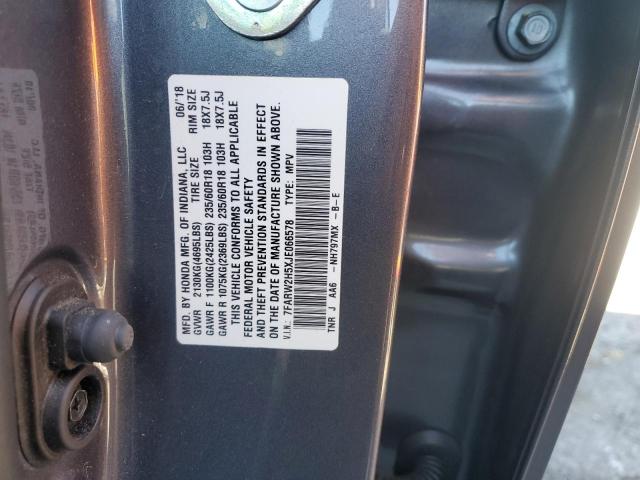 MFD. BY HONDA MFG. OF INDIANA, LLC 06/'18
GVWR 2130KG(4695LBS) TIRE SIZE RIM SIZE
GAWR F 1100KG(2425LBS) 235/60R18 103H 18X7.5J
GAWR R 1075KG(2369LBS) 235/60R18 103H 18X7.5J
THIS VEHICLE CONFORMS TO ALL APPLICABLE
FEDERAL MOTOR VEHICLE SAFETY
AND THEFT PREVENTION STANDARDS IN EFFECT
ON THE DATE OF MANUFACTURE SHOWN ABOVE.
V.I.N.: 7FARW2H5XJE066578 TYPE: MPV
TNR J AA6 -NH797MX -B-E